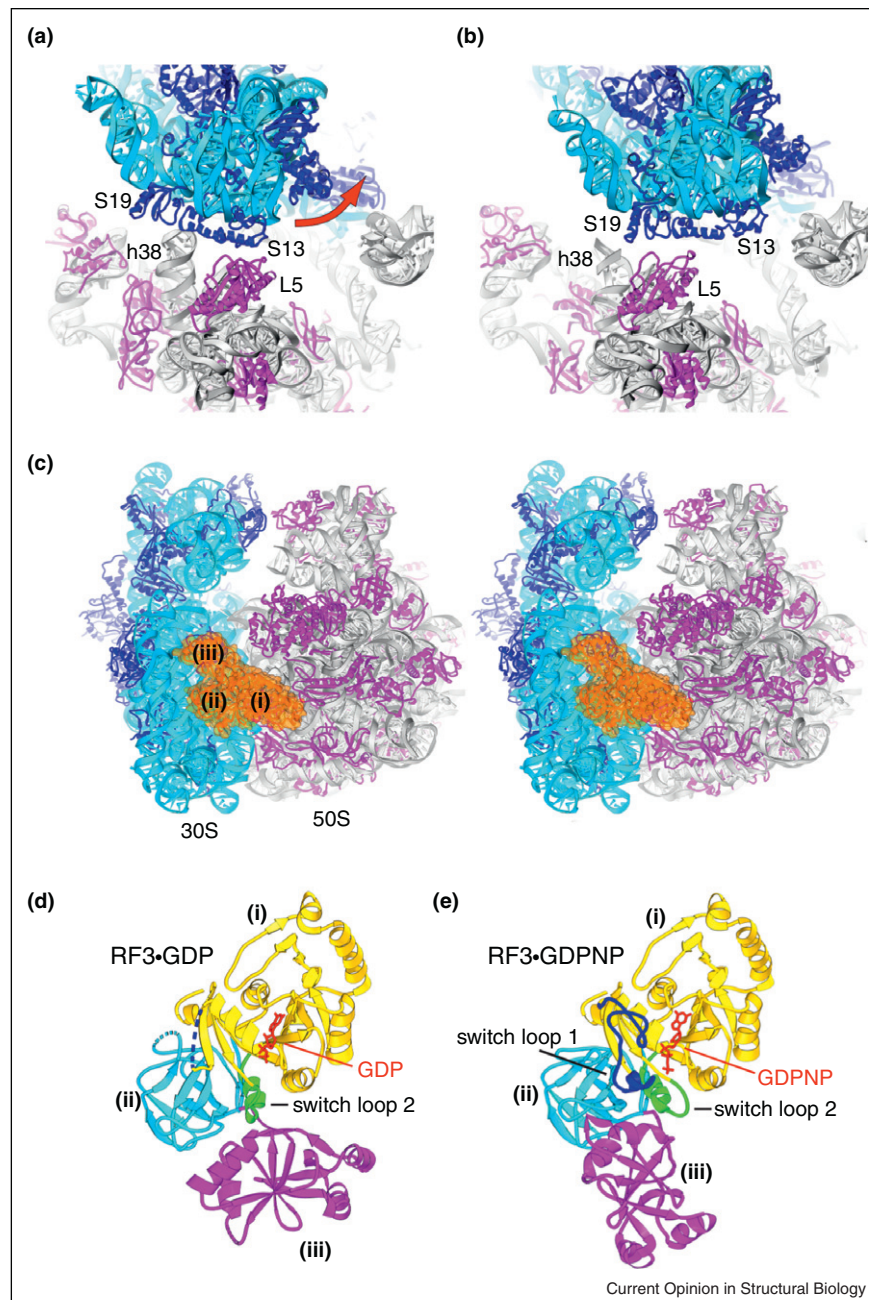 (a)
(b)
S19
h38
S13
L5
S19
h38
S13
L5
(c)
(iii)
(ii)
(i)
30S
50S
(d)
(e)
(i)
RF3•GDP
GDP
(ii)
switch loop 2
(iii)
(i)
RF3•GDPNP
switch loop 1
GDPNP
(ii)
switch loop 2
(iii)
Current Opinion in Structural Biology